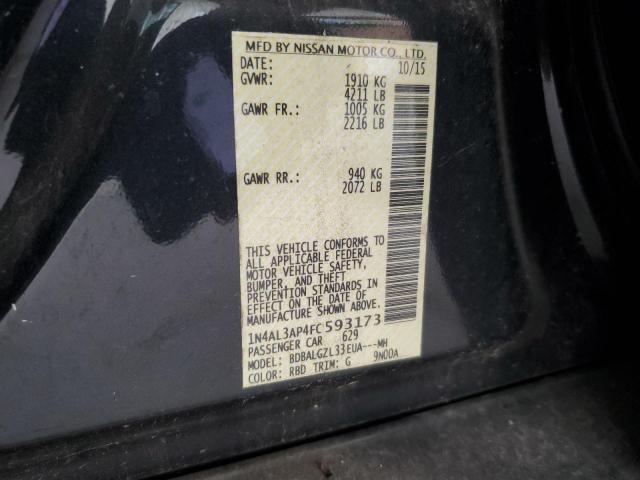 MFD BY NISSAN MOTOR CO., LTD.
DATE: 10/15
GVWR: 1910 KG
4211 LB
GAWR FR.: 1005 KG
2216 LB
GAWR RR.: 940 KG
2072 LB
THIS VEHICLE CONFORMS TO
ALL APPLICABLE FEDERAL
MOTOR VEHICLE SAFETY,
BUMPER, AND THEFT
PREVENTION STANDARDS IN
EFFECT ON THE DATE OF
MANUFACTURE SHOWN ABOVE.
1N4AL3AP4FC593173
PASSENGER CAR 629
MODEL: BDBALGZL33EUA---MH
COLOR: RBD TRIM: G 9N00A